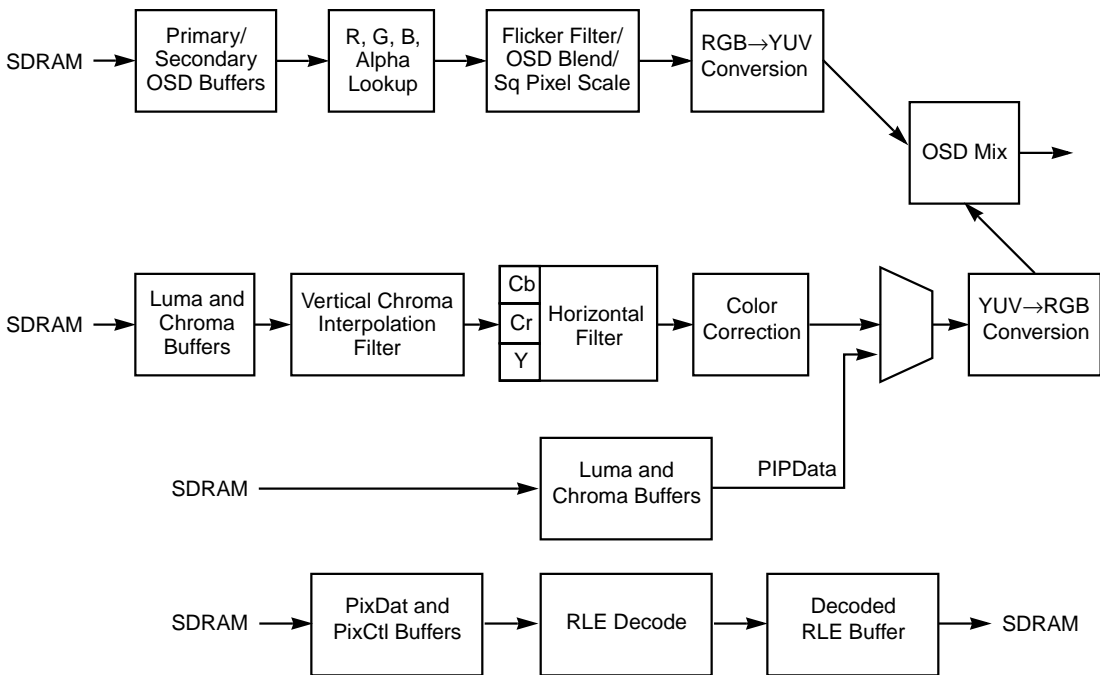 SDRAM
Primary/
Secondary
OSD Buffers
R, G, B,
Alpha
Lookup
Flicker Filter/
OSD Blend/
Sq Pixel Scale
RGB→YUV
Conversion
OSD Mix
SDRAM
Luma and
Chroma
Buffers
Vertical Chroma
Interpolation
Filter
Cb
Cr
Y
Horizontal
Filter
Color
Correction
YUV→RGB
Conversion
SDRAM
Luma and
Chroma Buffers
PIPData
SDRAM
PixDat and
PixCtl Buffers
RLE Decode
Decoded
RLE Buffer
SDRAM